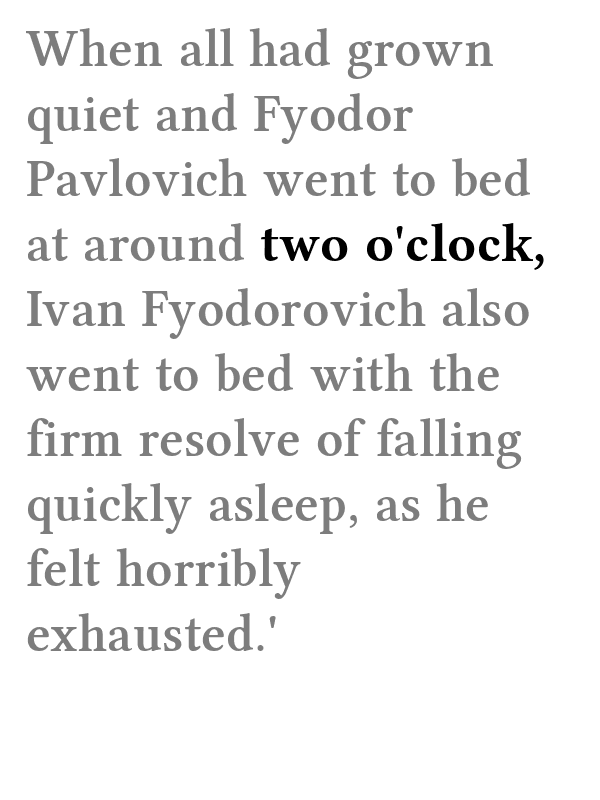 When all had grown
quiet and Fyodor
Pavlovich went to bed
at around two o'clock,
Ivan Fyodorovich also
went to bed with the
firm resolve of falling
quickly asleep, as he
felt horribly
exhausted.'